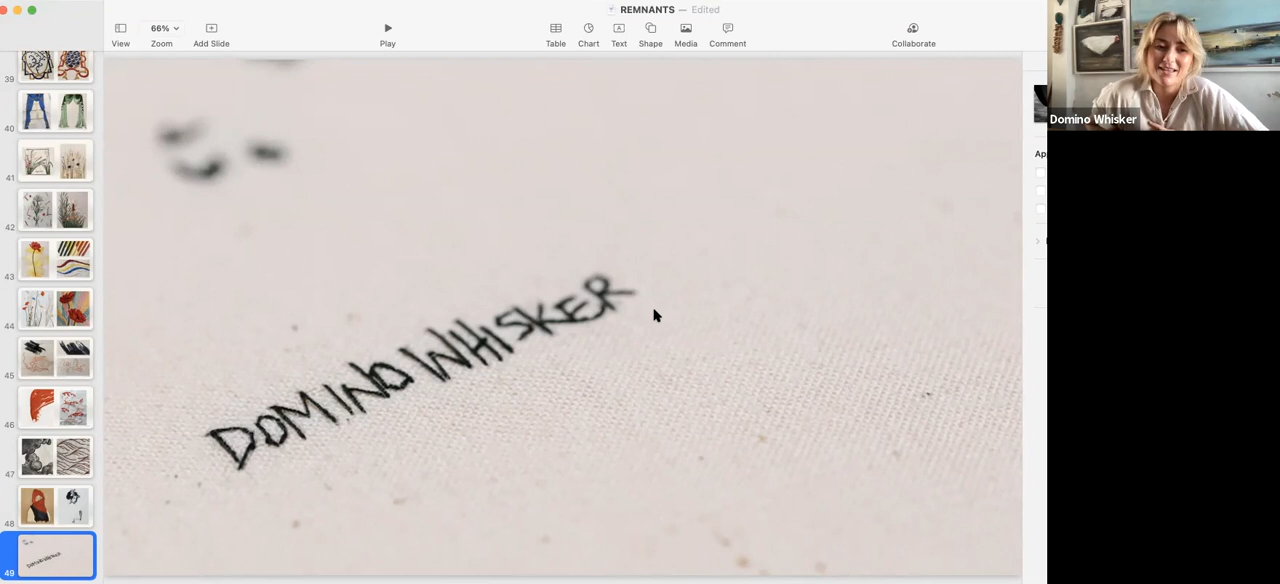 REMNANTS — Edited
View
66%
Zoom
Add Slide
Play
Table
Chart
Text
Shape
Media
Comment
Collaborate
Domino Whisker
39
40
41
42
43
44
45
46
47
48
49
DOMINO WHISKER